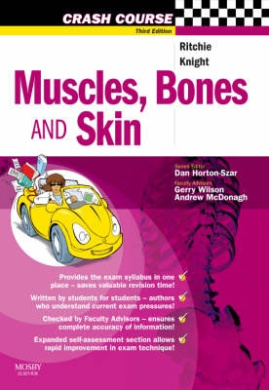 CRASH COURSE
Third Edition
Ritchie
Knight
Muscles, Bones
AND Skin
Series Editor
Dan Horton-Szar
Faculty Advisors
Gerry Wilson
Andrew McDonagh
Provides the exam syllabus in one
place – saves valuable revision time!
Written by students for students – authors
who understand current exam pressures!
Checked by Faculty Advisors – ensures
complete accuracy of information!
Expanded self-assessment section allows
rapid improvement in exam technique!
MOSBY
ELSEVIER